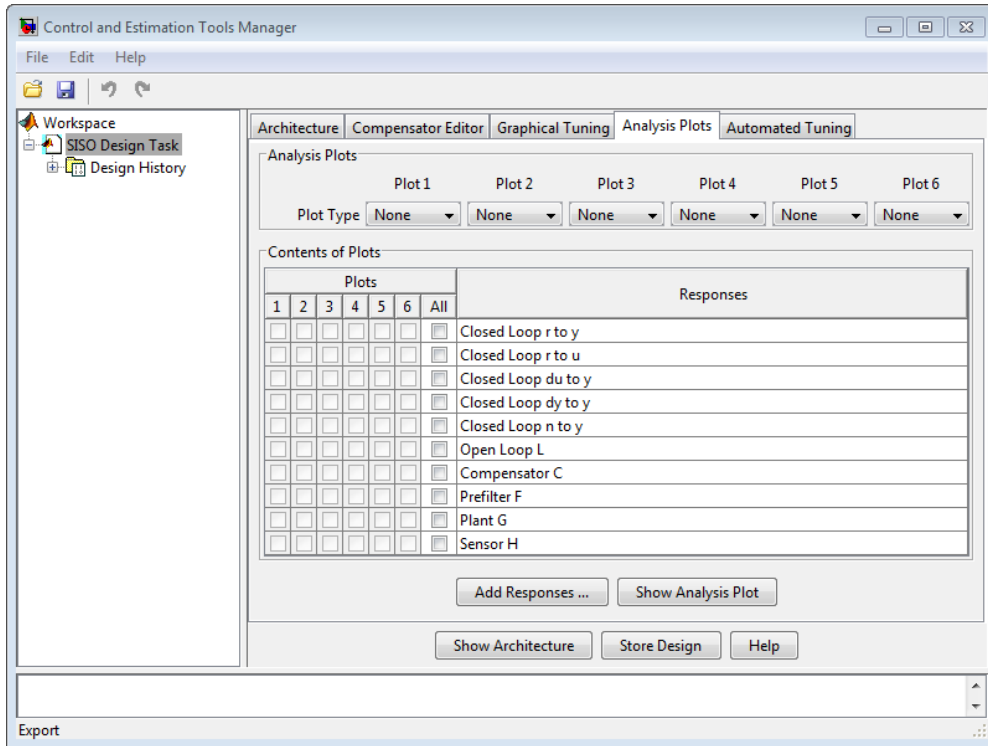 Control and Estimation Tools Manager
File Edit Help
Workspace
SISO Design Task
Design History
Architecture Compensator Editor Graphical Tuning Analysis Plots Automated Tuning
Analysis Plots
Plot 1 Plot 2 Plot 3 Plot 4 Plot 5 Plot 6
Plot Type None None None None None None
Contents of Plots
Plots
Responses
1 2 3 4 5 6 All
Closed Loop r to y
Closed Loop r to u
Closed Loop du to y
Closed Loop dy to y
Closed Loop n to y
Open Loop L
Compensator C
Prefilter F
Plant G
Sensor H
Add Responses ... Show Analysis Plot
Show Architecture Store Design Help
Export